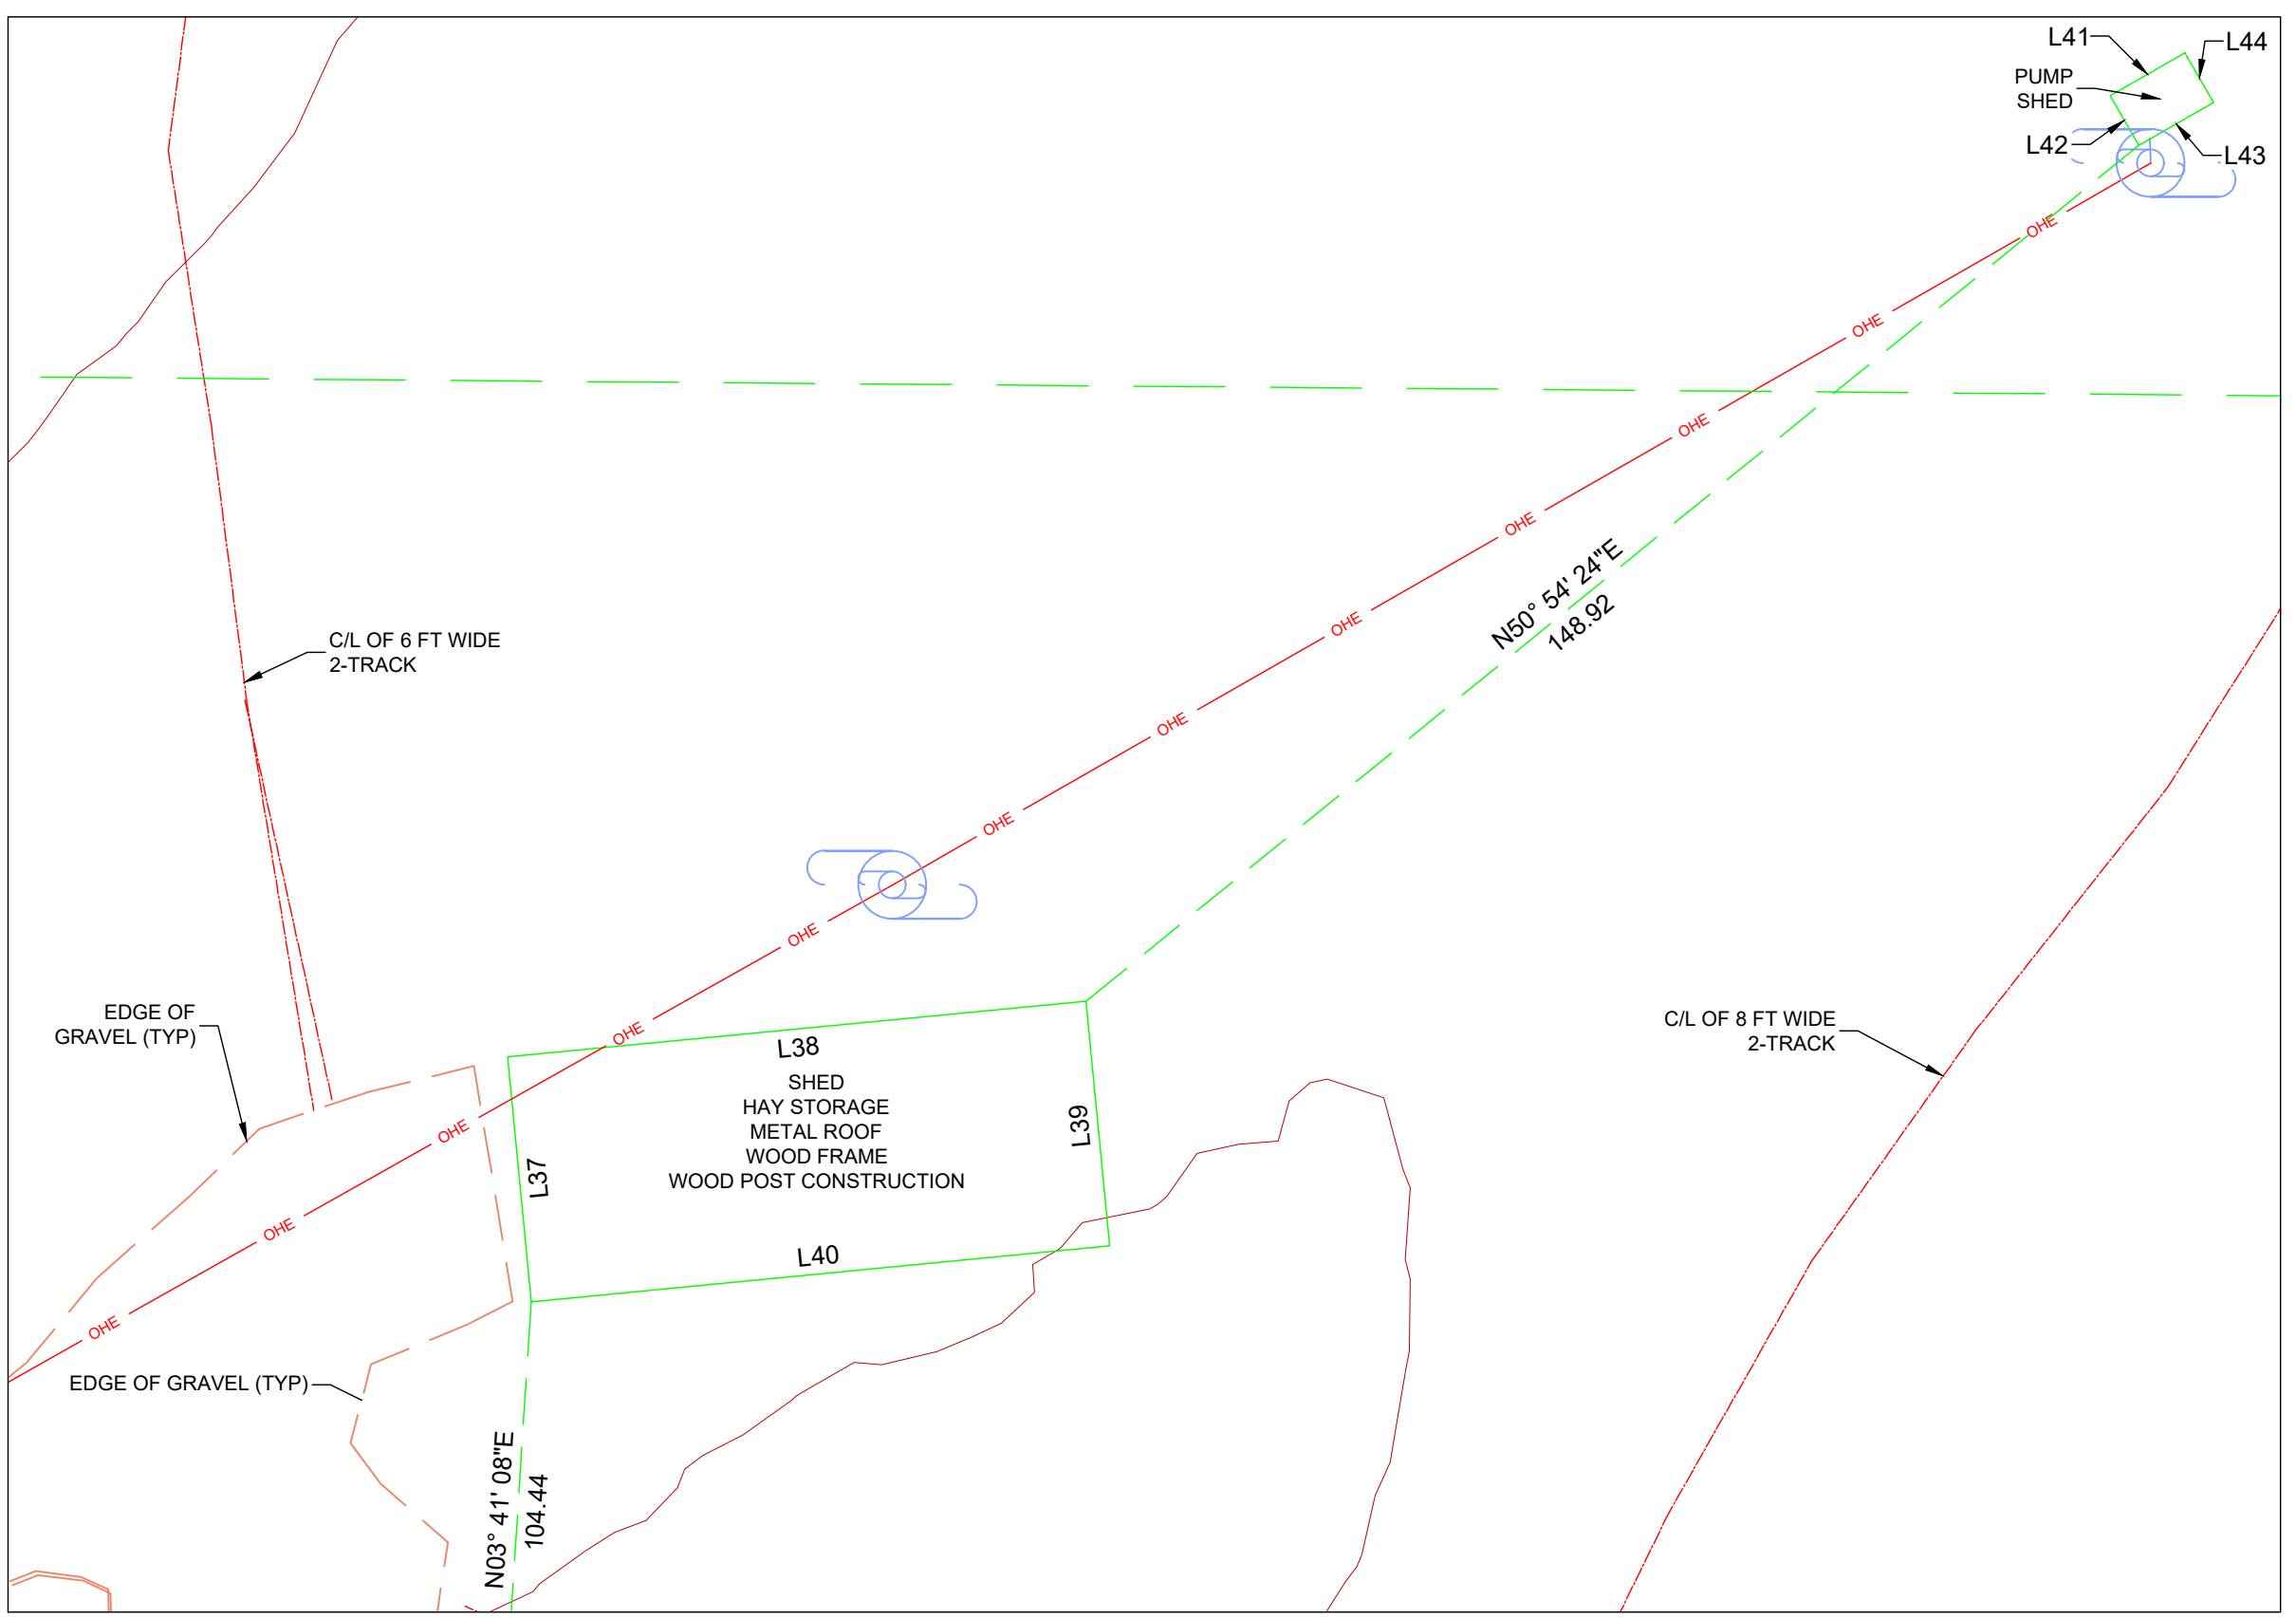 L41
L44
PUMP
SHED
L42
L43
OHE
OHE
OHE
OHE
N50° 54' 24"E
148.92
OHE
C/L OF 6 FT WIDE
2-TRACK
OHE
OHE
OHE
EDGE OF
GRAVEL (TYP)
C/L OF 8 FT WIDE
2-TRACK
OHE
L38
SHED
HAY STORAGE
METAL ROOF
WOOD FRAME
WOOD POST CONSTRUCTION
L39
OHE
L37
OHE
L40
OHE
EDGE OF GRAVEL (TYP)
N03° 41' 08"E
104.44